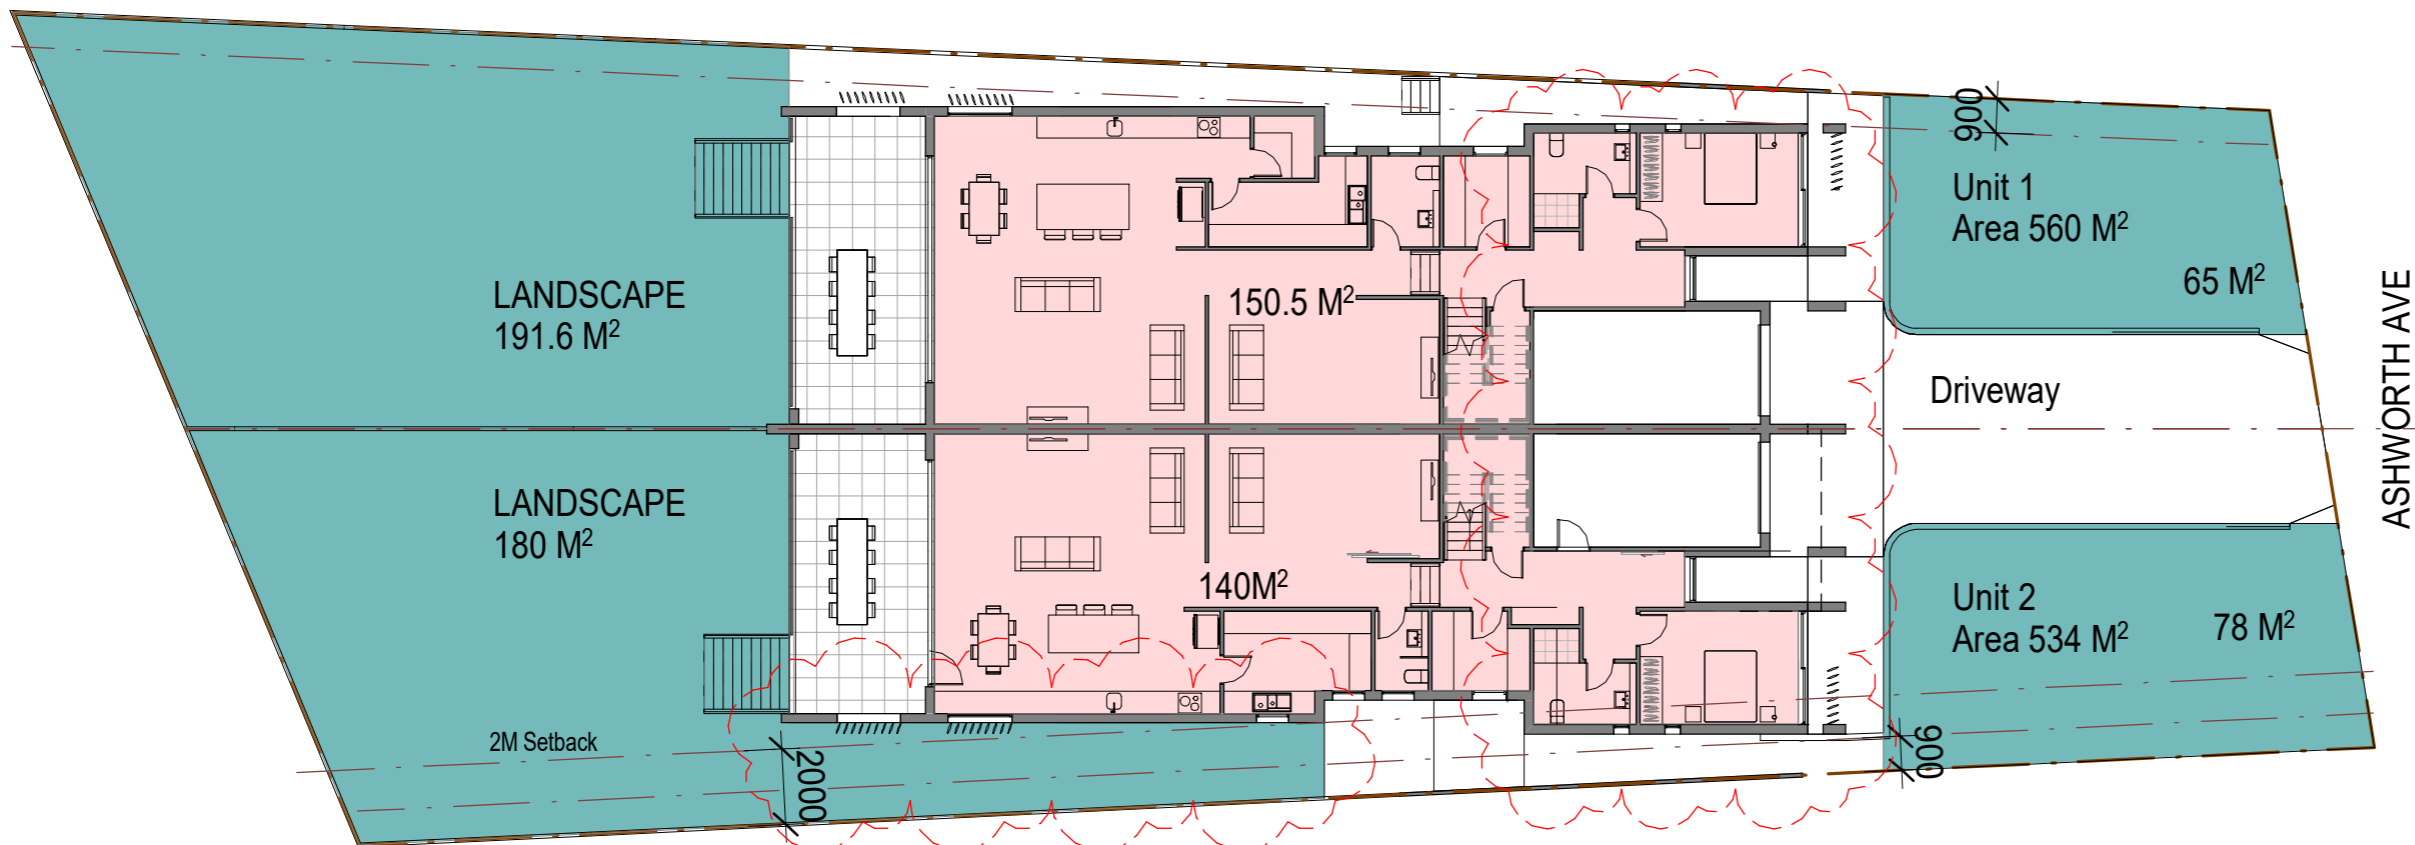 900
Unit 1
Area 560 M²
65 M²
LANDSCAPE
191.6 M²
150.5 M²
ASHWORTH AVE
Driveway
LANDSCAPE
180 M²
140M²
Unit 2
Area 534 M²
78 M²
2M Setback
2000
900